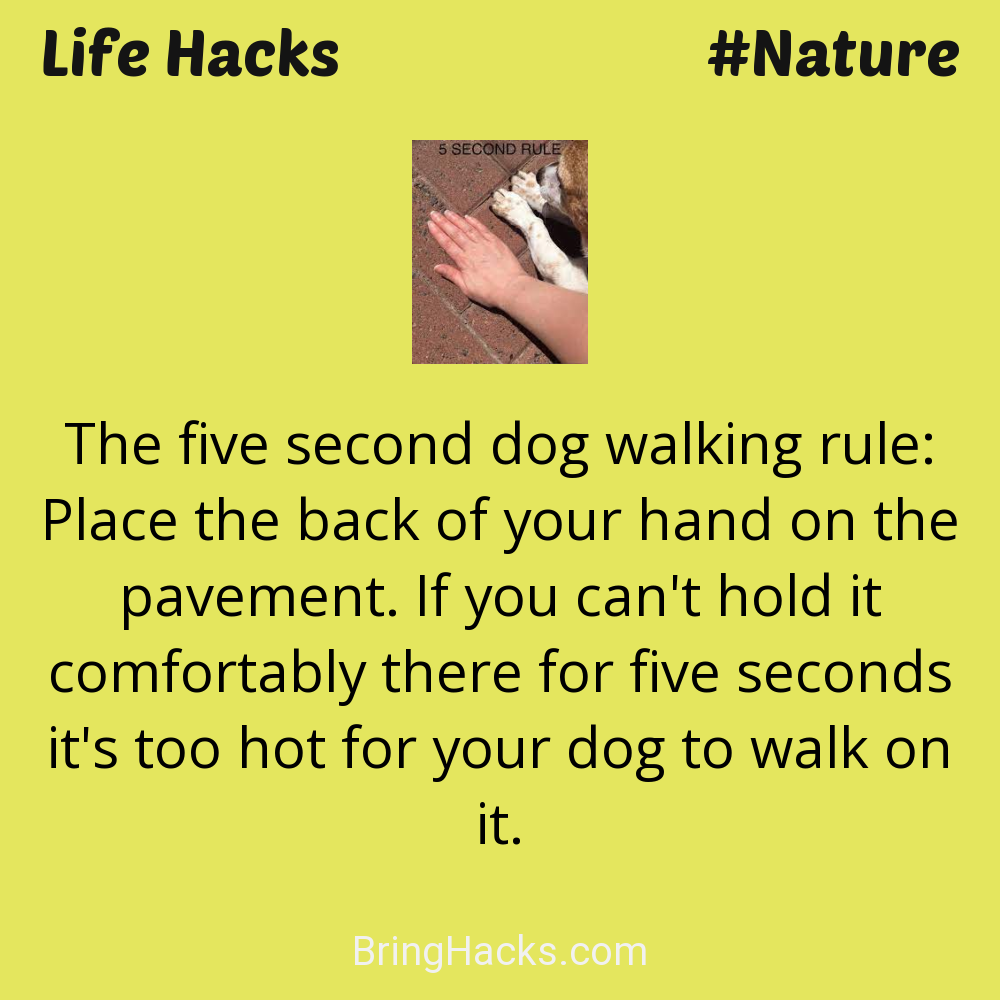 Life Hacks
#Nature
5 SECOND RULE
The five second dog walking rule:
Place the back of your hand on the
pavement. If you can't hold it
comfortably there for five seconds
it's too hot for your dog to walk on
it.
BringHacks.com